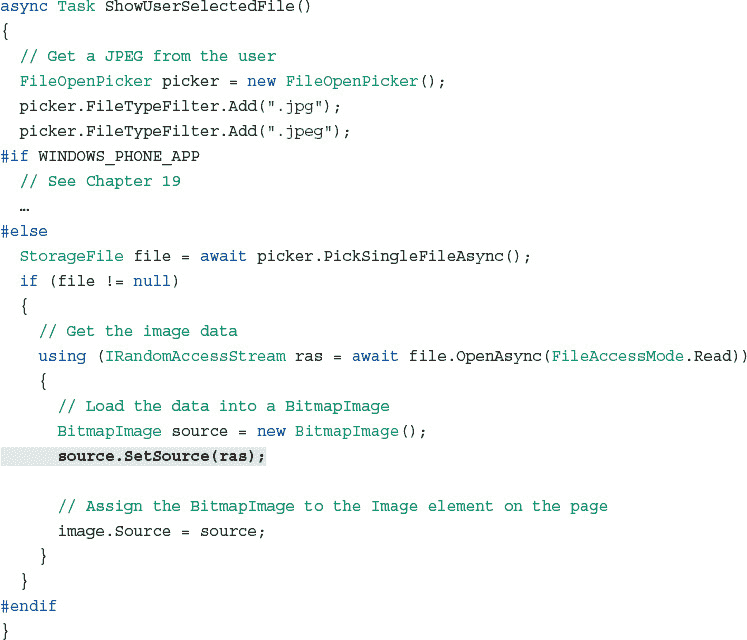 async Task ShowUserSelectedFile()
{
  // Get a JPEG from the user
  FileOpenPicker picker = new FileOpenPicker();
  picker.FileTypeFilter.Add(".jpg");
  picker.FileTypeFilter.Add(".jpeg");
#if WINDOWS_PHONE_APP
  // See Chapter 19
  …
#else
  StorageFile file = await picker.PickSingleFileAsync();
  if (file != null)
  {
    // Get the image data
    using (IRandomAccessStream ras = await file.OpenAsync(FileAccessMode.Read))
    {
      // Load the data into a BitmapImage
      BitmapImage source = new BitmapImage();
      source.SetSource(ras);

      // Assign the BitmapImage to the Image element on the page
      image.Source = source;
    }
  }
#endif
}